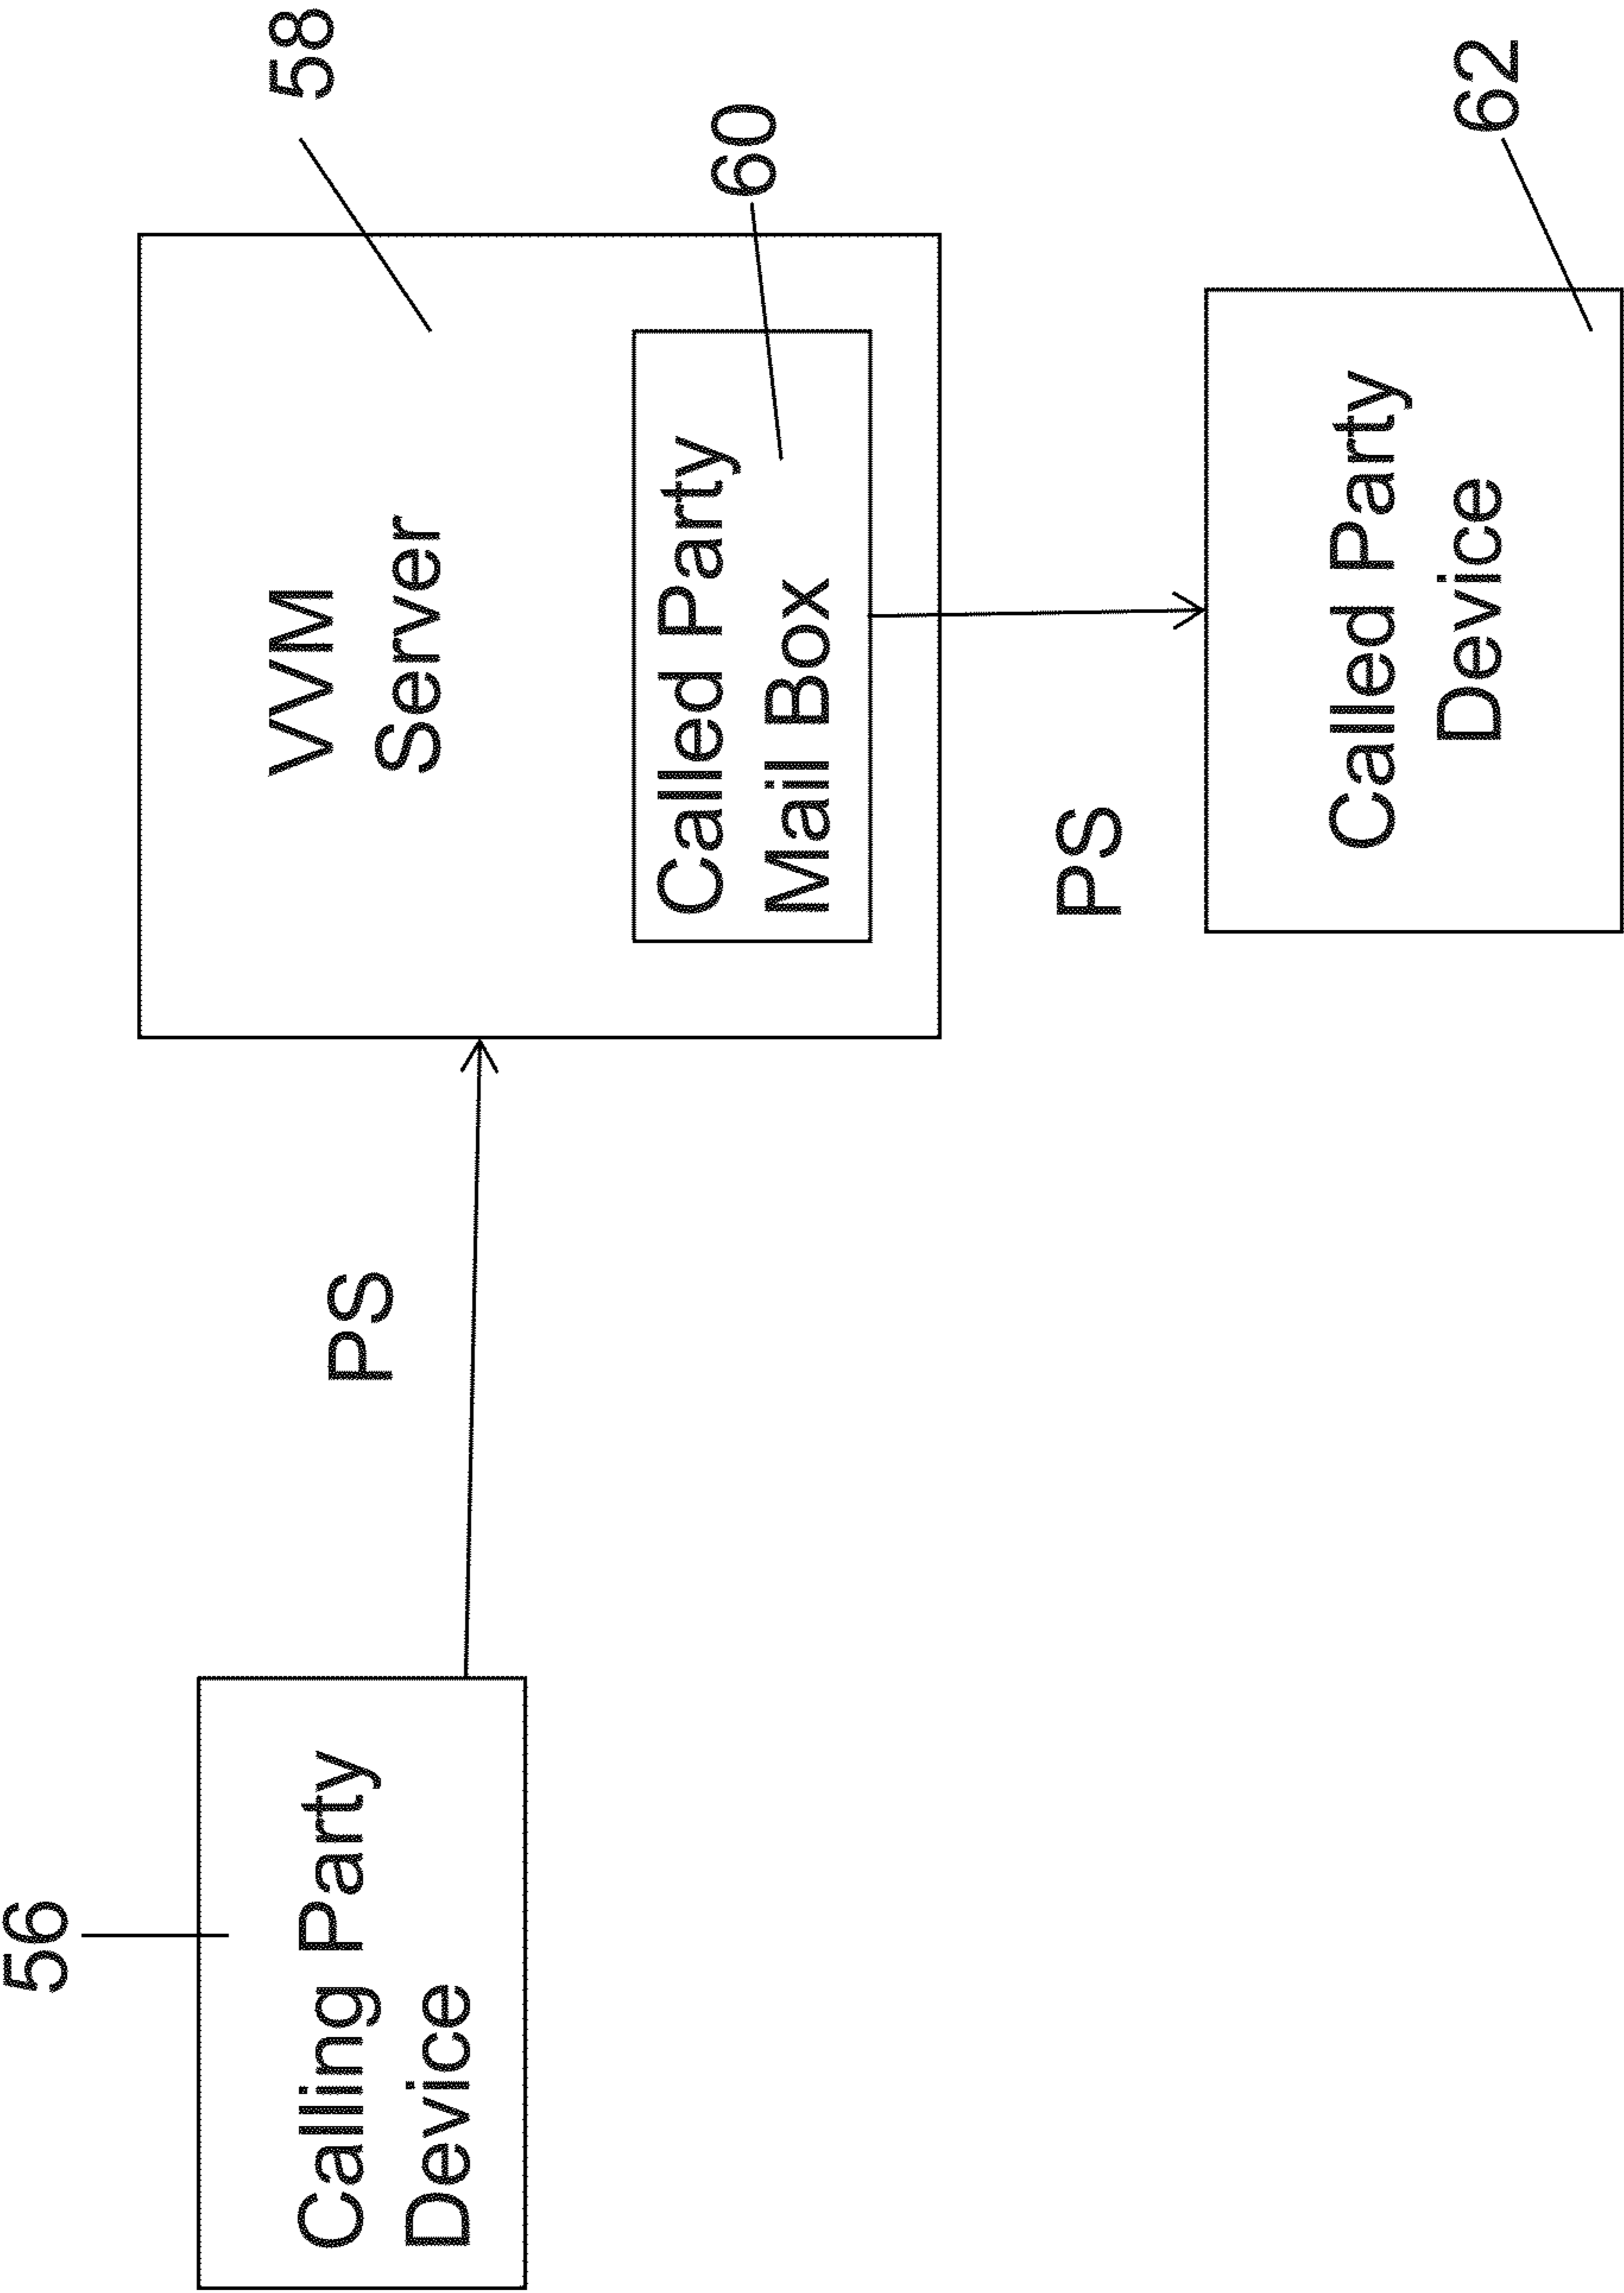 56
Calling Party
Device
PS
58
VVM
Server
60
Called Party
Mail Box
PS
62
Called Party
Device